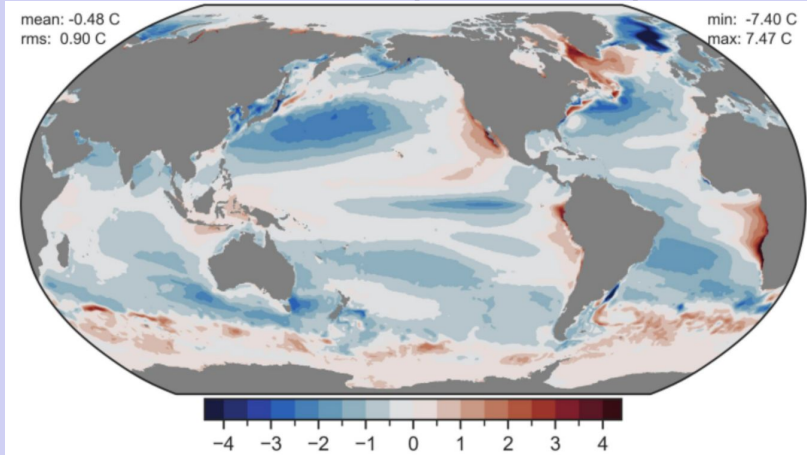 mean: -0.48 C
rms: 0.90 C
min: -7.40 C
max: 7.47 C
−4 −3 −2 −1 0 1 2 3 4